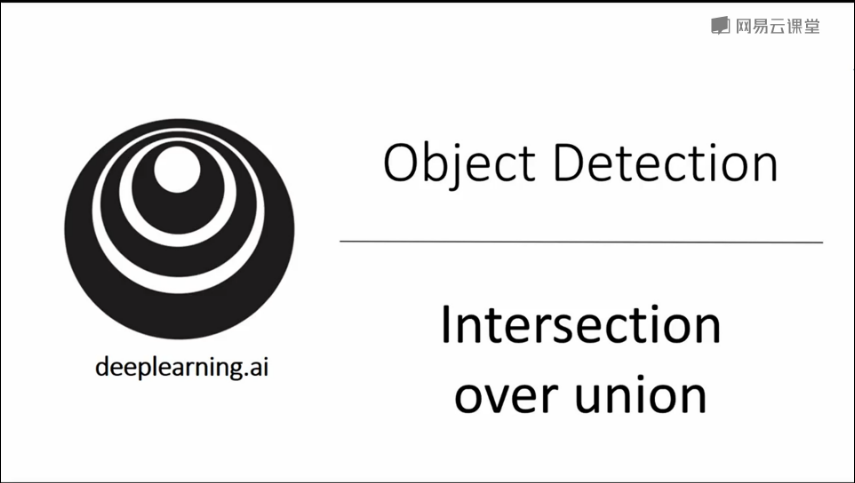 网易云课堂
Object Detection
Intersection
over union
deeplearning.ai